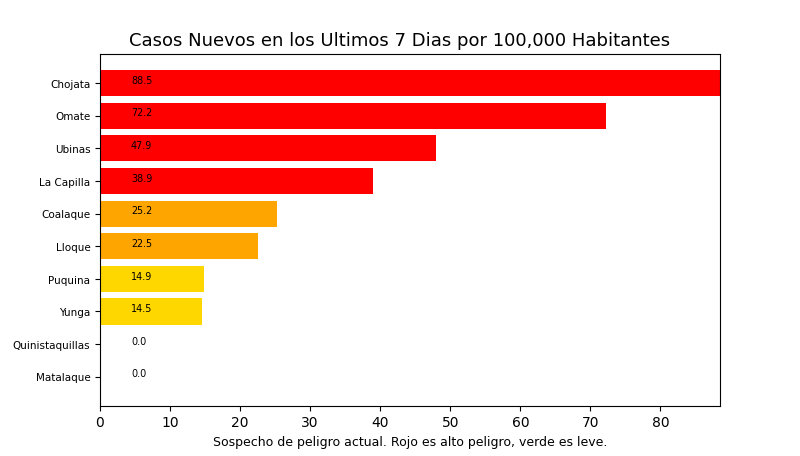 Casos Nuevos en los Ultimos 7 Dias por 100,000 Habitantes
Chojata 88.5
Omate 72.2
Ubinas 47.9
La Capilla 38.9
Coalaque 25.2
Lloque 22.5
Puquina 14.9
Yunga 14.5
Quinistaquillas 0.0
Matalaque 0.0
0 10 20 30 40 50 60 70 80
Sospecho de peligro actual. Rojo es alto peligro, verde es leve.